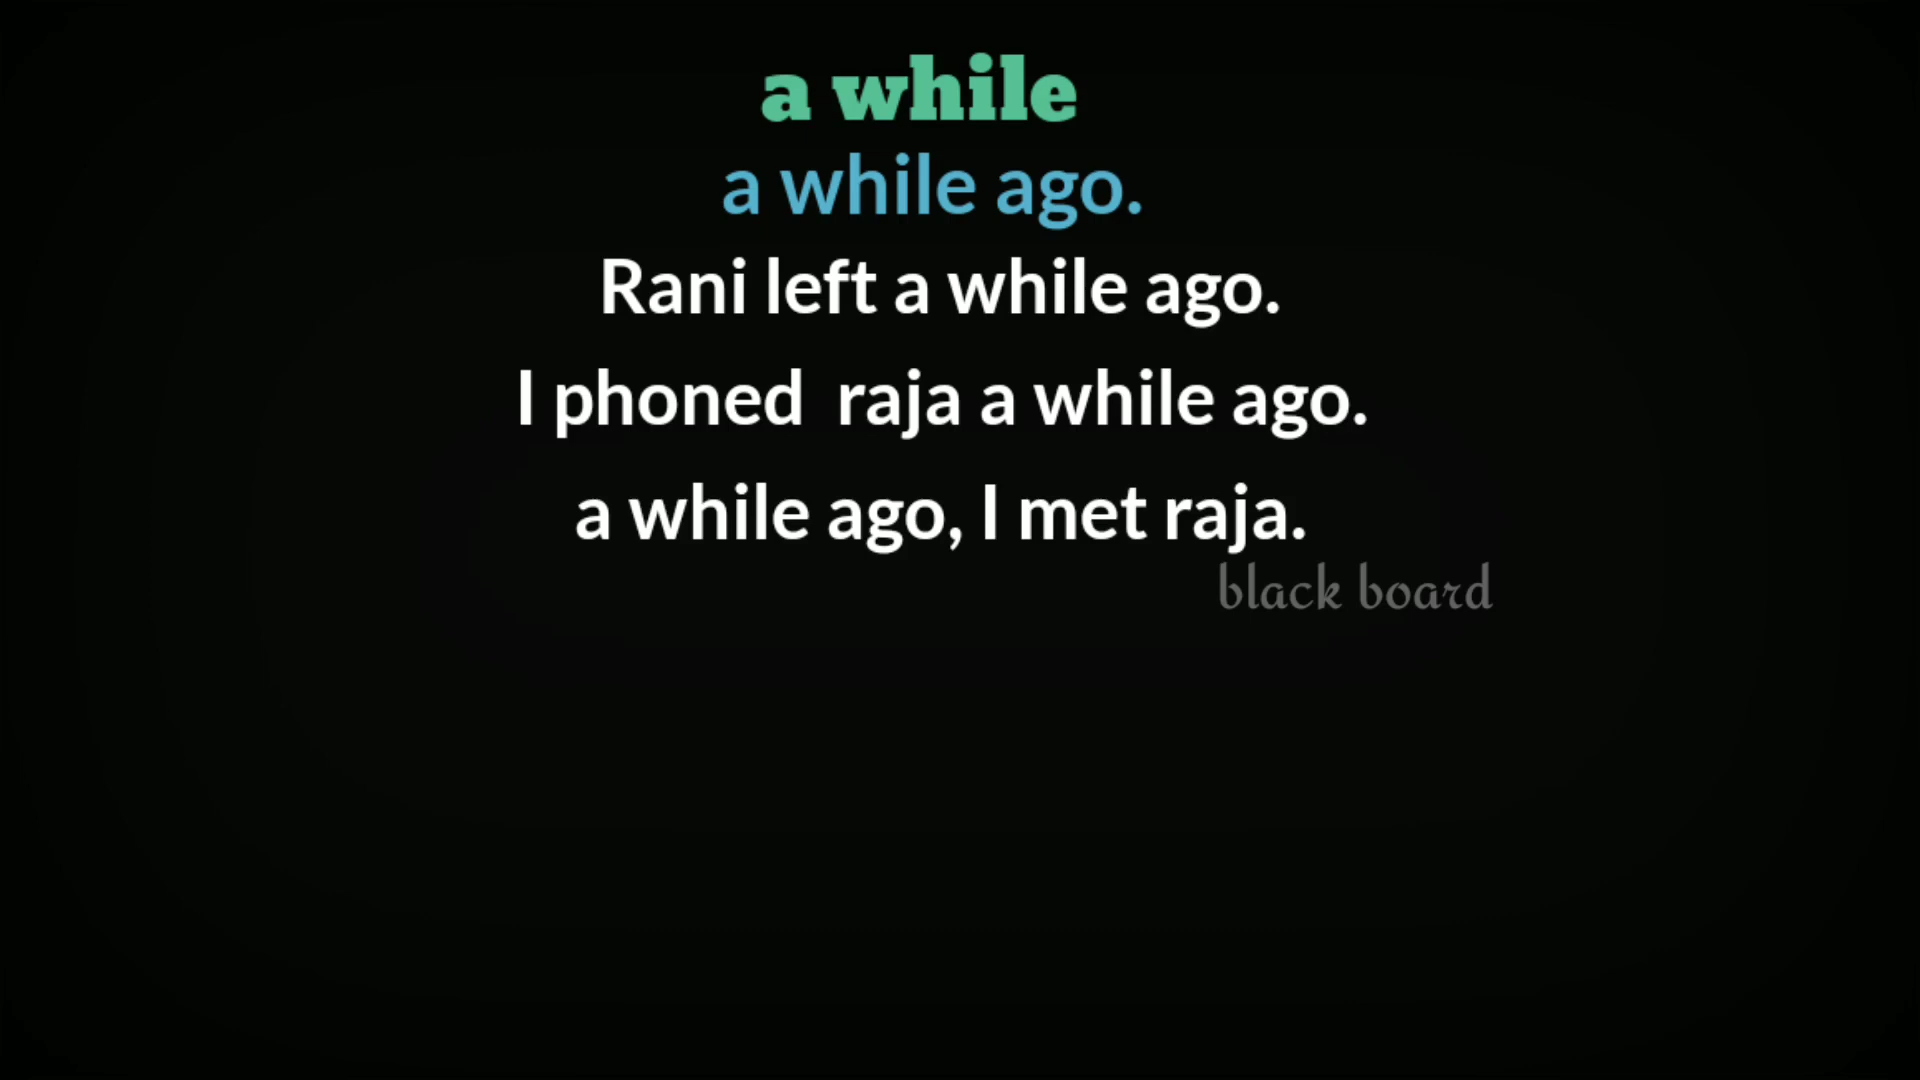 a while
a while ago.
Rani left a while ago.
I phoned  raja a while ago.
a while ago, I met raja.
black board